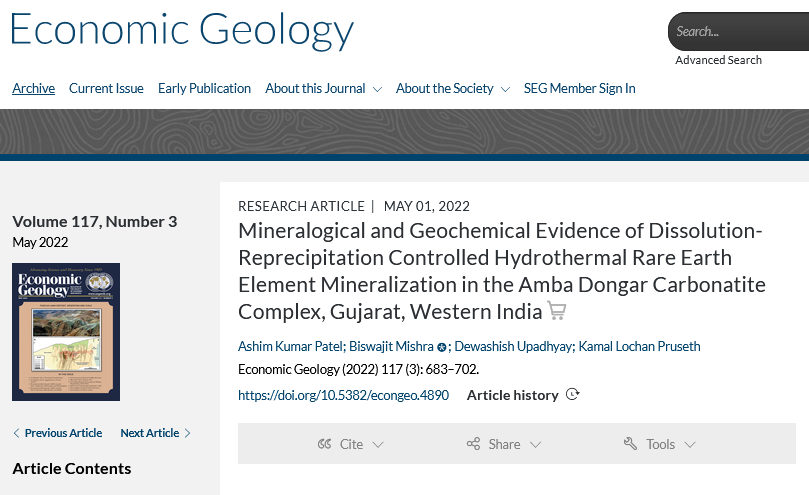 Economic Geology
Search...
Advanced Search
Archive Current Issue Early Publication About this Journal About the Society SEG Member Sign In
Volume 117, Number 3
May 2022
Economic
Geology
Previous Article Next Article
Article Contents
RESEARCH ARTICLE | MAY 01, 2022
Mineralogical and Geochemical Evidence of Dissolution-
Reprecipitation Controlled Hydrothermal Rare Earth
Element Mineralization in the Amba Dongar Carbonatite
Complex, Gujarat, Western India
Ashim Kumar Patel; Biswajit Mishra ; Dewashish Upadhyay; Kamal Lochan Pruseth
Economic Geology (2022) 117 (3): 683–702.
https://doi.org/10.5382/econgeo.4890 Article history
Cite Share Tools